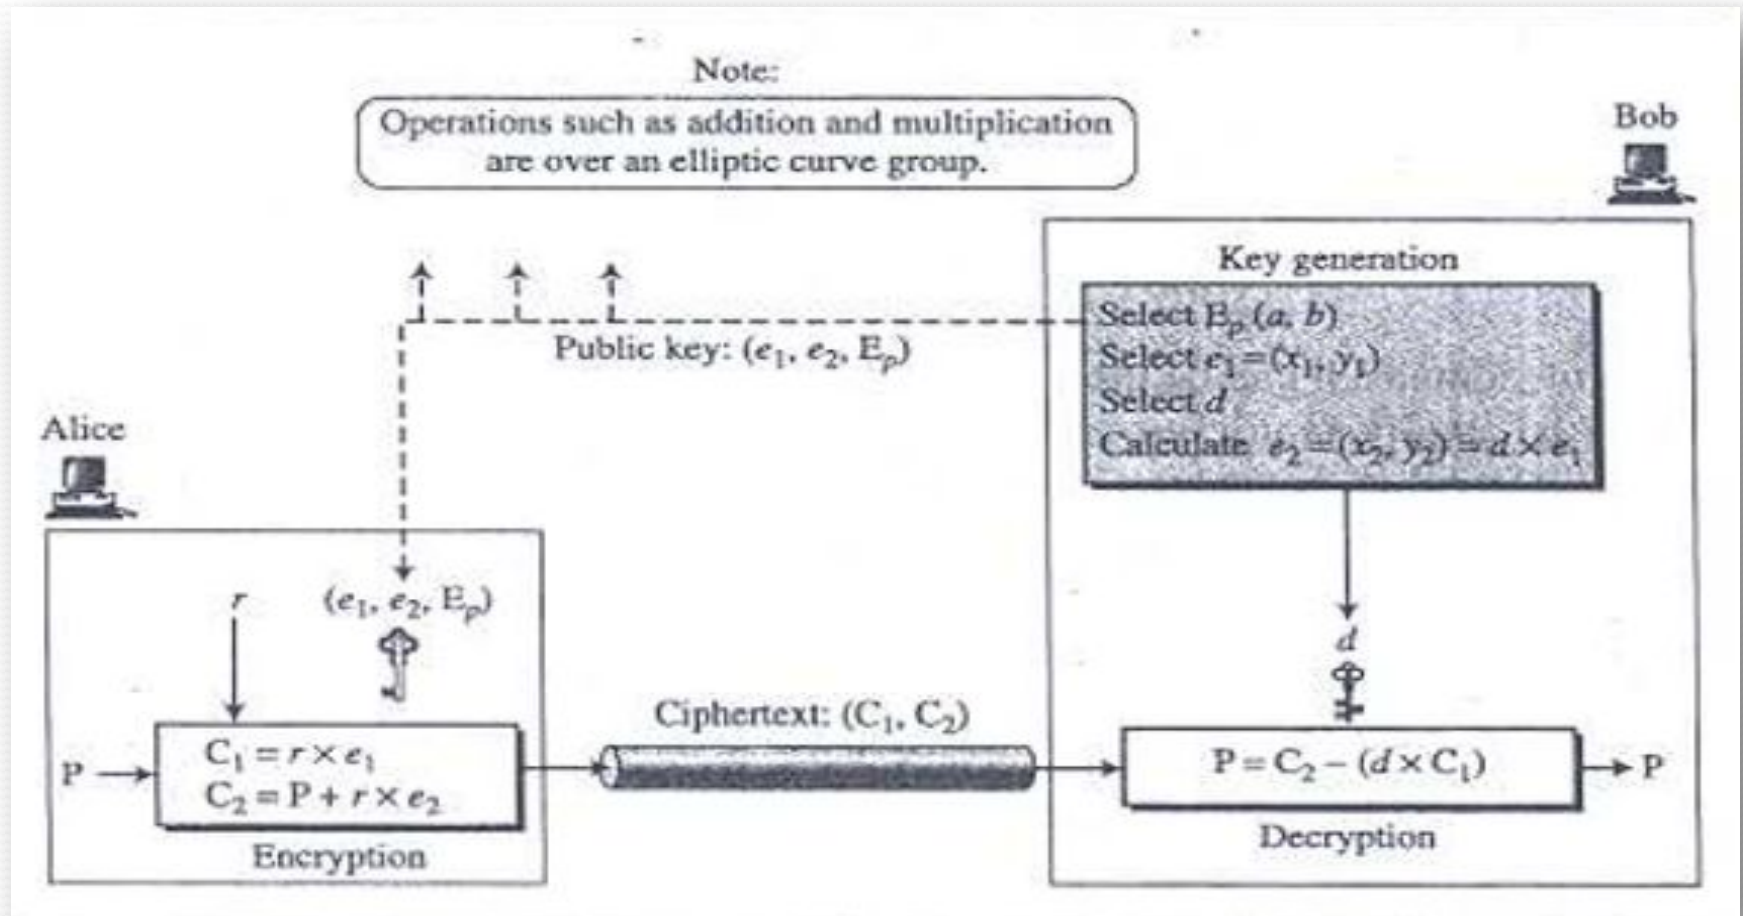 Note:
Operations such as addition and multiplication
are over an elliptic curve group.
Bob
Key generation
Select Eₚ (a, b)
Select e₁=(x₁, y₁)
Select d
Calculate e₂=(x₂, y₂)=d×e₁
Public key: (e₁, e₂, Eₚ)
Alice
r
(e₁, e₂, Eₚ)
d
Ciphertext: (C₁, C₂)
P
C₁ = r×e₁
C₂ = P + r × e₂
P = C₂ − (d × C₁)
P
Encryption
Decryption